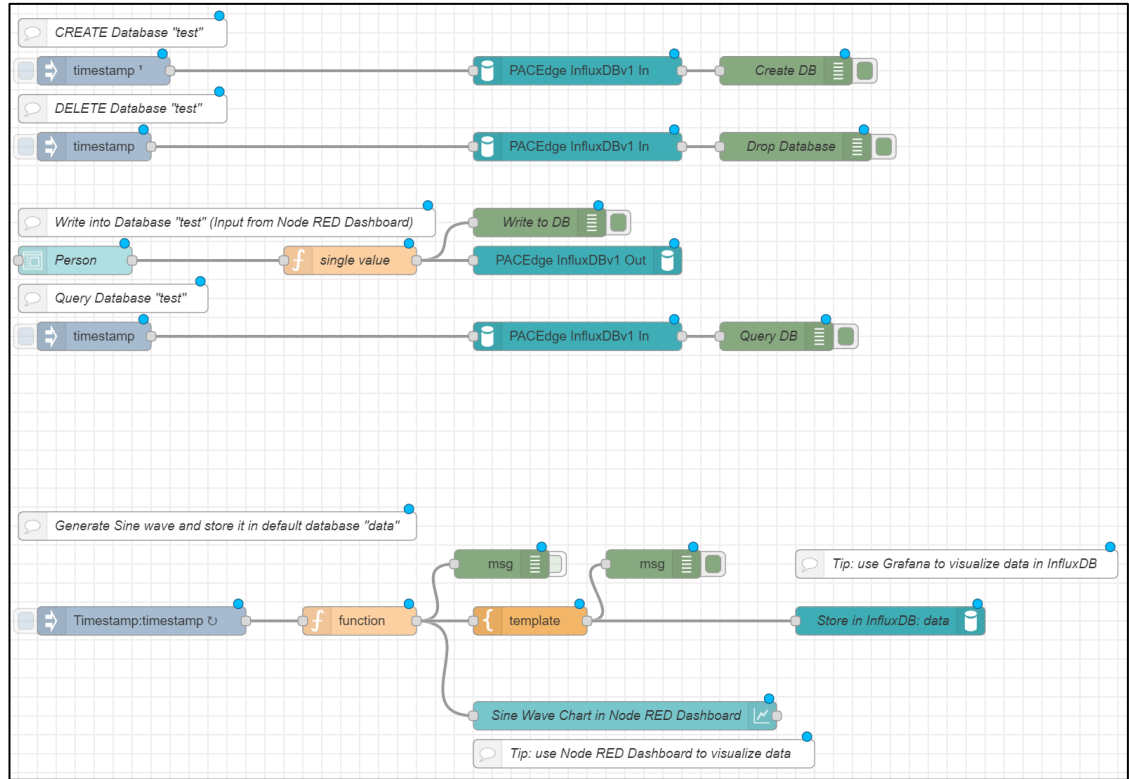 CREATE Database "test"
timestamp ¹
PACEdge InfluxDBv1 In
Create DB
DELETE Database "test"
timestamp
PACEdge InfluxDBv1 In
Drop Database
Write into Database "test" (Input from Node RED Dashboard)
Write to DB
Person
single value
PACEdge InfluxDBv1 Out
Query Database "test"
timestamp
PACEdge InfluxDBv1 In
Query DB
Generate Sine wave and store it in default database "data"
msg
msg
Tip: use Grafana to visualize data in InfluxDB
Timestamp:timestamp ↻
function
template
Store in InfluxDB: data
Sine Wave Chart in Node RED Dashboard
Tip: use Node RED Dashboard to visualize data